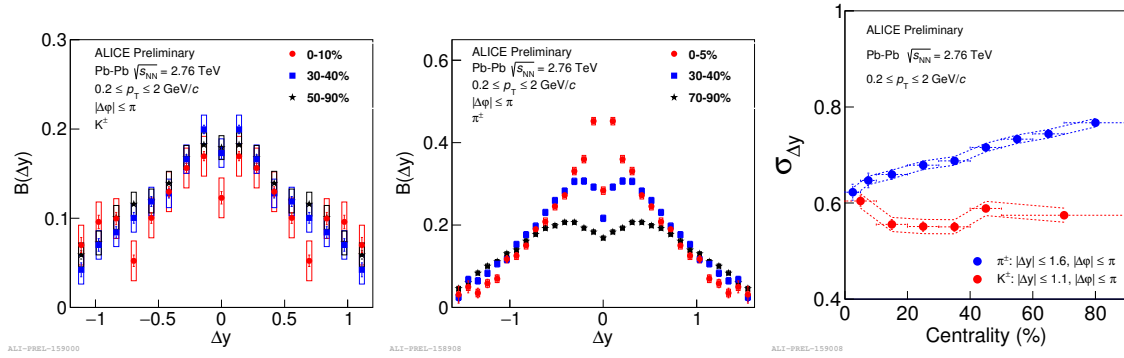 ALICE Preliminary
Pb-Pb √sNN = 2.76 TeV
0.2 ≤ pT ≤ 2 GeV/c
|Δφ| ≤ π
K±
0-10%
30-40%
50-90%
B(Δy)
0.3
0.2
0.1
0
−1 −0.5 0 0.5 1
Δy
ALI-PREL-159000
ALICE Preliminary
Pb-Pb √sNN = 2.76 TeV
0.2 ≤ pT ≤ 2 GeV/c
|Δφ| ≤ π
π±
0-5%
30-40%
70-90%
B(Δy)
0.6
0.4
0.2
0
−1 0 1
Δy
ALI-PREL-158908
ALICE Preliminary
Pb-Pb √sNN = 2.76 TeV
0.2 ≤ pT ≤ 2 GeV/c
σΔy
1
0.8
0.6
0.4
π±: |Δy| ≤ 1.6, |Δφ| ≤ π
K±: |Δy| ≤ 1.1, |Δφ| ≤ π
0 20 40 60 80
Centrality (%)
ALI-PREL-159008